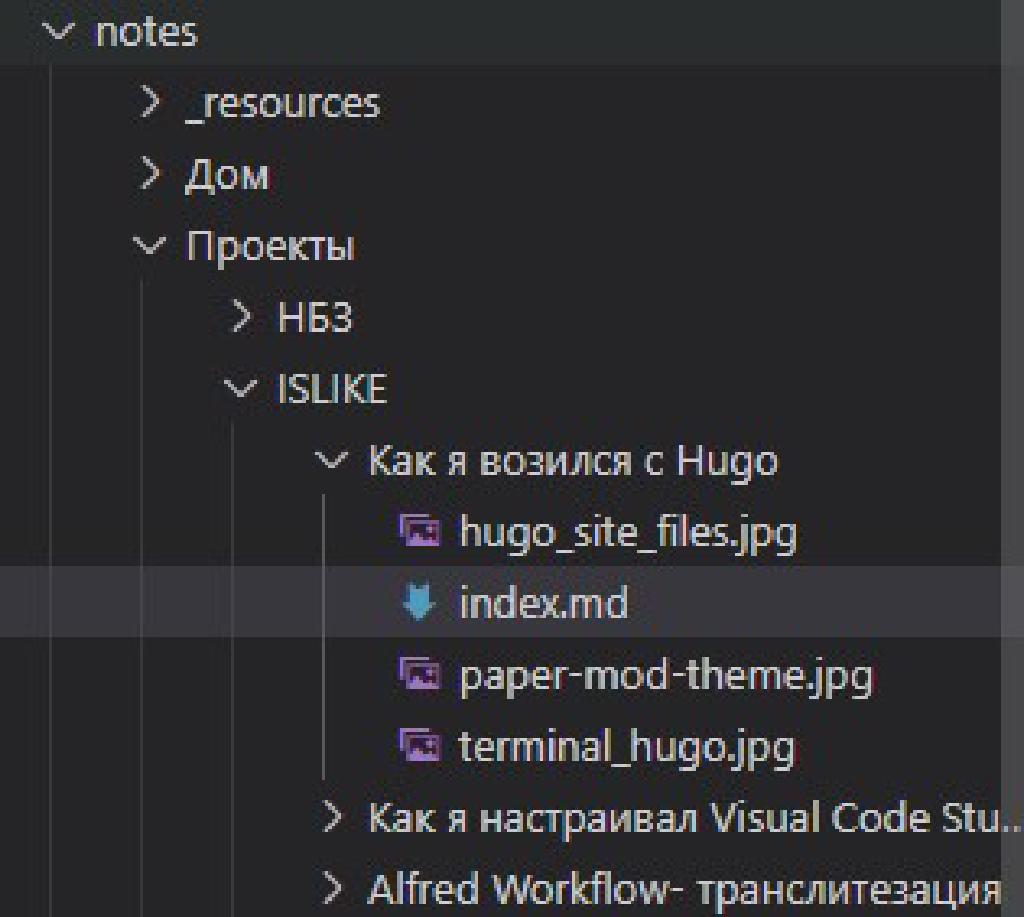 notes
_resources
Дом
Проекты
НБЗ
ISLIKE
Как я возился с Hugo
hugo_site_files.jpg
index.md
paper-mod-theme.jpg
terminal_hugo.jpg
Как я настраивал Visual Code Stu...
Alfred Workflow- транслитезация